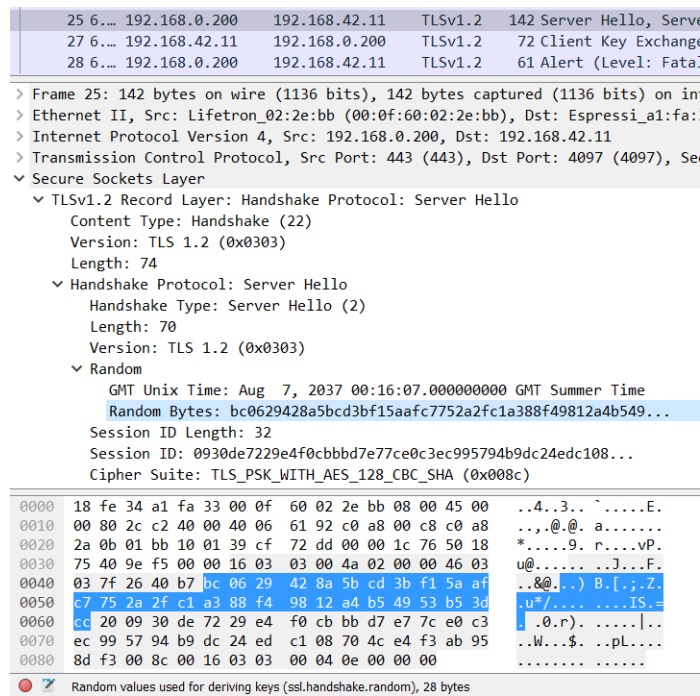 25 6.… 192.168.0.200 192.168.42.11 TLSv1.2 142 Server Hello, Serve
27 6.… 192.168.42.11 192.168.0.200 TLSv1.2 72 Client Key Exchange
28 6.… 192.168.0.200 192.168.42.11 TLSv1.2 61 Alert (Level: Fatal
Frame 25: 142 bytes on wire (1136 bits), 142 bytes captured (1136 bits) on int
Ethernet II, Src: Lifetron_02:2e:bb (00:0f:60:02:2e:bb), Dst: Espressi_a1:fa:
Internet Protocol Version 4, Src: 192.168.0.200, Dst: 192.168.42.11
Transmission Control Protocol, Src Port: 443 (443), Dst Port: 4097 (4097), Sec
Secure Sockets Layer
TLSv1.2 Record Layer: Handshake Protocol: Server Hello
Content Type: Handshake (22)
Version: TLS 1.2 (0x0303)
Length: 74
Handshake Protocol: Server Hello
Handshake Type: Server Hello (2)
Length: 70
Version: TLS 1.2 (0x0303)
Random
GMT Unix Time: Aug  7, 2037 00:16:07.000000000 GMT Summer Time
Random Bytes: bc0629428a5bcd3bf15aafc7752a2fc1a388f49812a4b549...
Session ID Length: 32
Session ID: 0930de7229e4f0cbbbd7e77ce0c3ec995794b9dc24edc108...
Cipher Suite: TLS_PSK_WITH_AES_128_CBC_SHA (0x008c)
0000 18 fe 34 a1 fa 33 00 0f 60 02 2e bb 08 00 45 00 ..4..3.. `.....E.
0010 00 80 2c c2 40 00 40 06 61 92 c0 a8 00 c8 c0 a8 ..,.@.@. a.......
0020 2a 0b 01 bb 10 01 39 cf 72 dd 00 00 1c 76 50 18 *.....9. r....vP.
0030 75 40 9e f5 00 00 16 03 03 00 4a 02 00 00 46 03 u@...... ..J...F.
0040 03 7f 26 40 b7 bc 06 29 42 8a 5b cd 3b f1 5a af ..&@...) B.[.;.Z.
0050 c7 75 2a 2f c1 a3 88 f4 98 12 a4 b5 49 53 b5 3d .u*/.... ....IS.=
0060 cc 20 09 30 de 72 29 e4 f0 cb bb d7 e7 7c e0 c3 . .0.r). .....|..
0070 ec 99 57 94 b9 dc 24 ed c1 08 70 4c e4 f3 ab 95 ..W...$. ..pL....
0080 8d f3 00 8c 00 16 03 03 00 04 0e 00 00 00 ........ ......
Random values used for deriving keys (ssl.handshake.random), 28 bytes